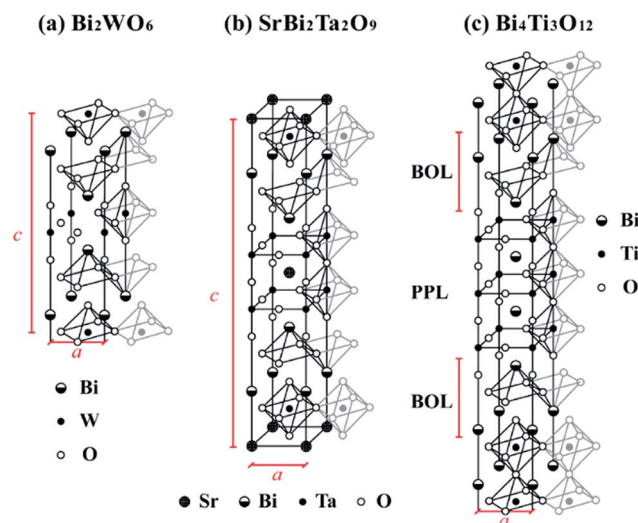 (a) Bi₂WO₆
(b) SrBi₂Ta₂O₉
(c) Bi₄Ti₃O₁₂
c
a
Bi
W
O
c
a
Sr Bi Ta O
BOL
PPL
BOL
a
Bi
Ti
O